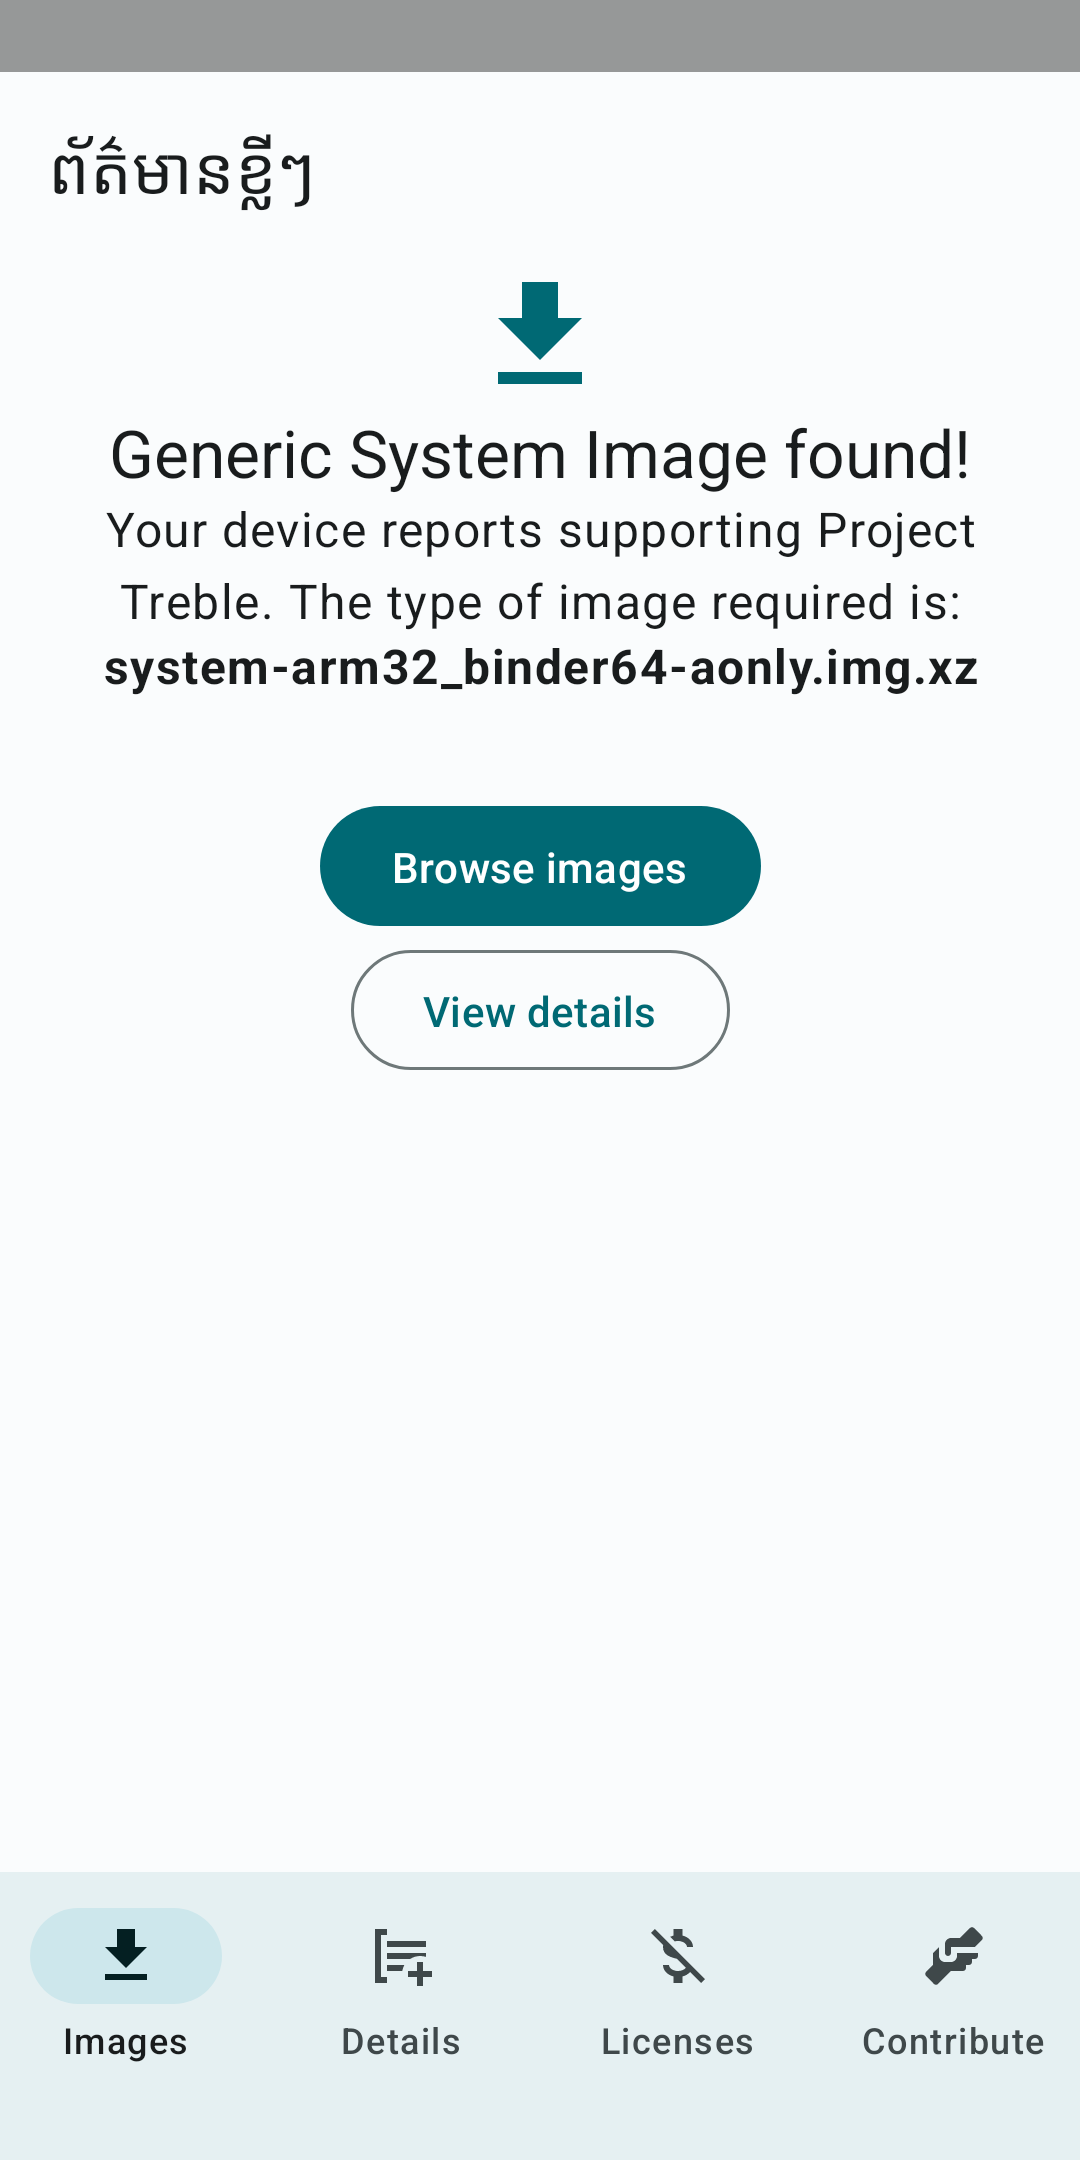 ព័ត៌មានខ្លីៗ
Generic System Image found!
Your device reports supporting Project
Treble. The type of image required is:
system-arm32_binder64-aonly.img.xz
Browse images
View details
Images
Details
Licenses
Contribute